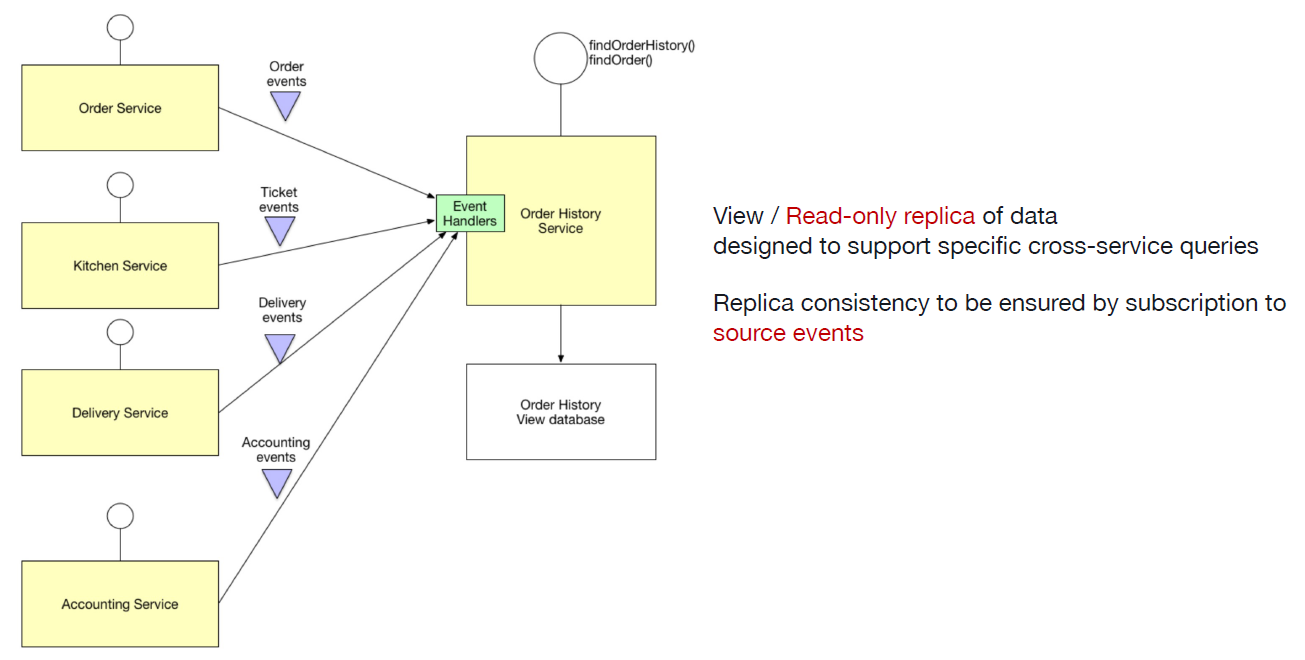 Order
events
Order Service
Ticket
events
Kitchen Service
Delivery
events
Delivery Service
Accounting
events
Accounting Service
findOrderHistory()
findOrder()
Event
Handlers
Order History
Service
Order History
View database
View / Read-only replica of data
designed to support specific cross-service queries
Replica consistency to be ensured by subscription to
source events